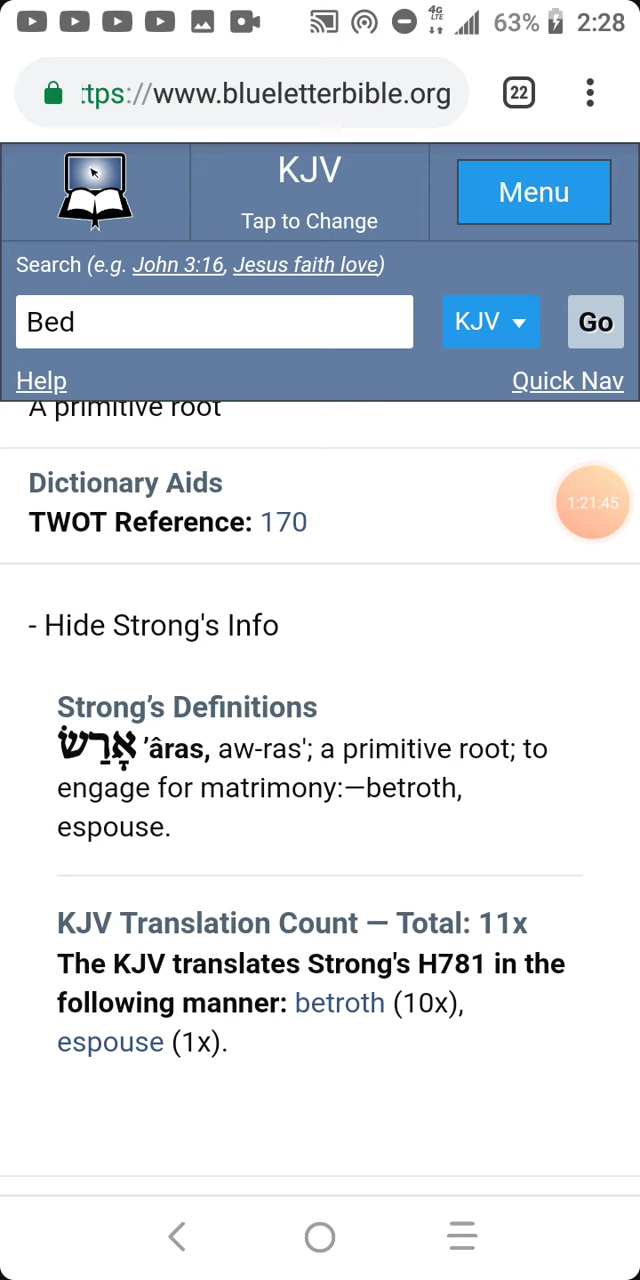 63% 2:28
4G
LTE
ttps://www.blueletterbible.org 22
KJV
Tap to Change
Menu
Search (e.g. John 3:16, Jesus faith love)
Bed KJV Go
Help Quick Nav
A primitive root
Dictionary Aids
TWOT Reference: 170
1:21:45
- Hide Strong's Info
Strong’s Definitions
אָרַשׂ ʼâras, aw-ras'; a primitive root; to
engage for matrimony:—betroth,
espouse.
KJV Translation Count — Total: 11x
The KJV translates Strong's H781 in the
following manner: betroth (10x),
espouse (1x).